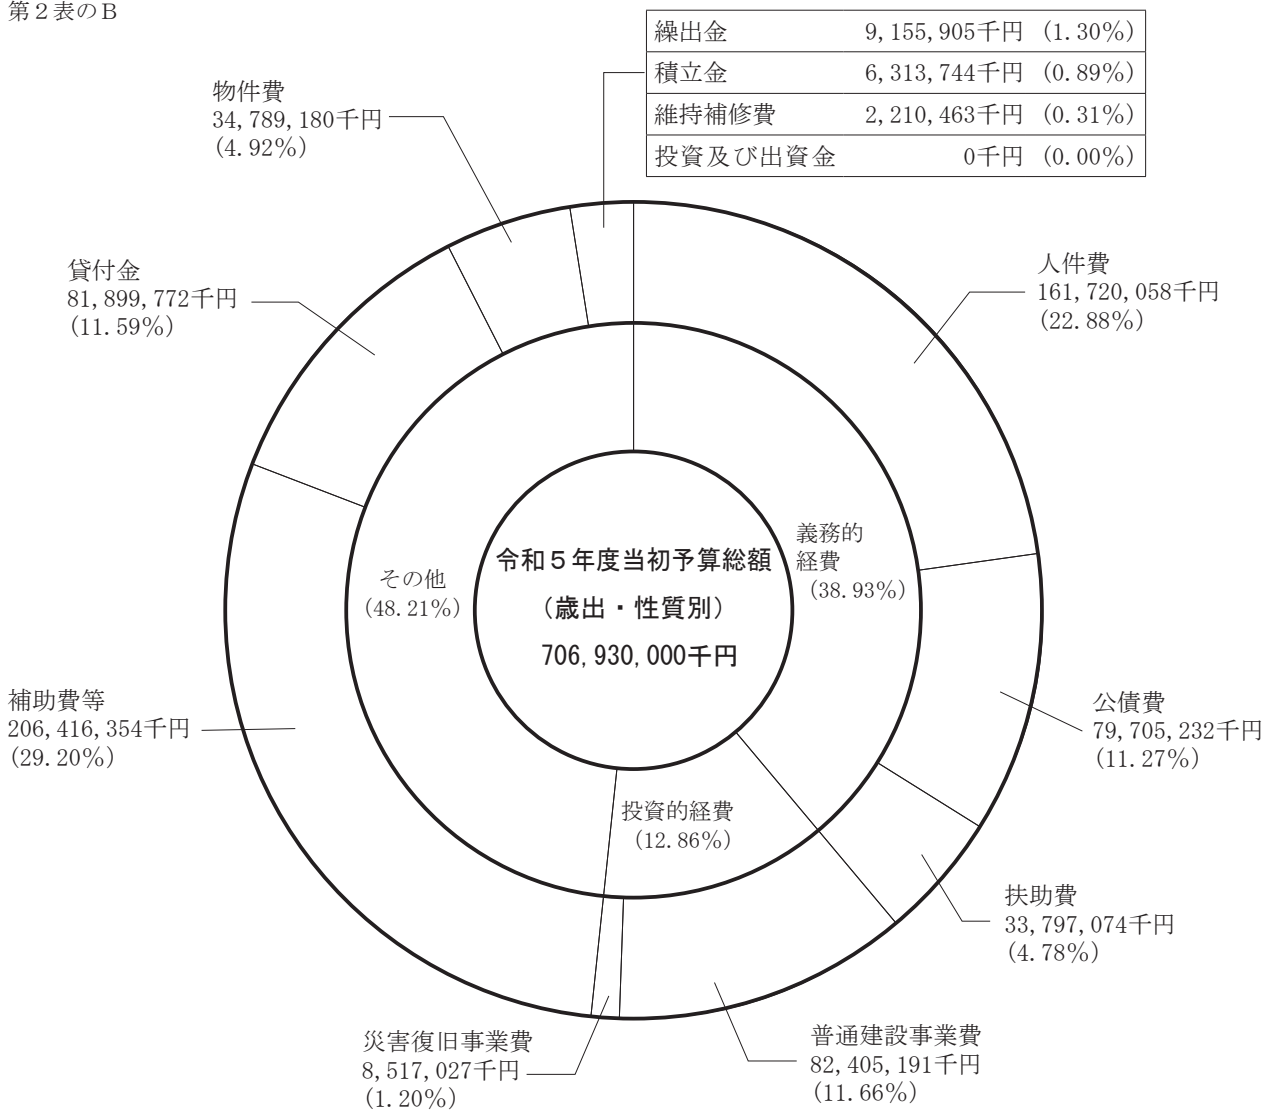 第２表のＢ
繰出金 9,155,905千円 (1.30%)
積立金 6,313,744千円 (0.89%)
維持補修費 2,210,463千円 (0.31%)
投資及び出資金 0千円 (0.00%)
物件費
34,789,180千円
(4.92%)
貸付金
81,899,772千円
(11.59%)
人件費
161,720,058千円
(22.88%)
義務的
経費
(38.93%)
その他
(48.21%)
令和５年度当初予算総額
（歳出・性質別）
706,930,000千円
補助費等
206,416,354千円
(29.20%)
公債費
79,705,232千円
(11.27%)
投資的経費
(12.86%)
扶助費
33,797,074千円
(4.78%)
災害復旧事業費
8,517,027千円
(1.20%)
普通建設事業費
82,405,191千円
(11.66%)